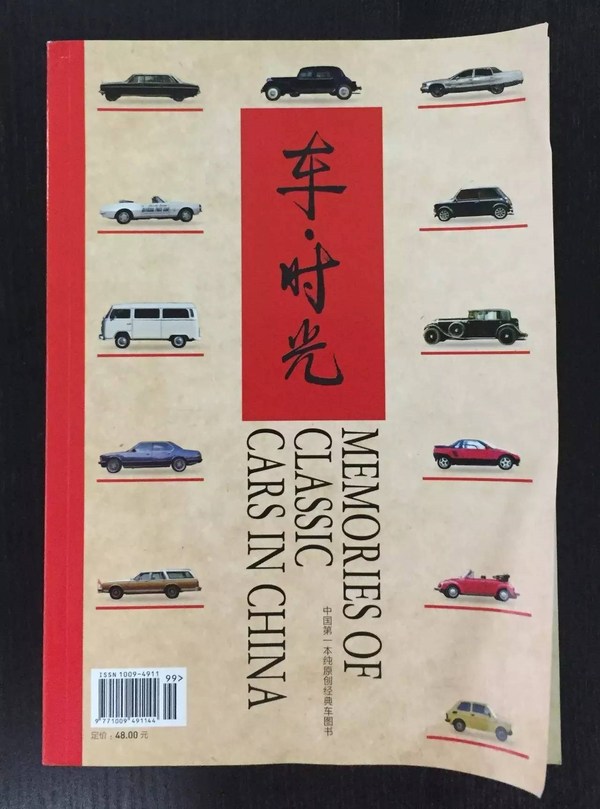 车·时光
MEMORIES OF
CLASSIC
CARS IN CHINA
中国第一本纯原创经典车图书
ISSN 1009-4911
99>
9 771009 491144
定价:48.00 元